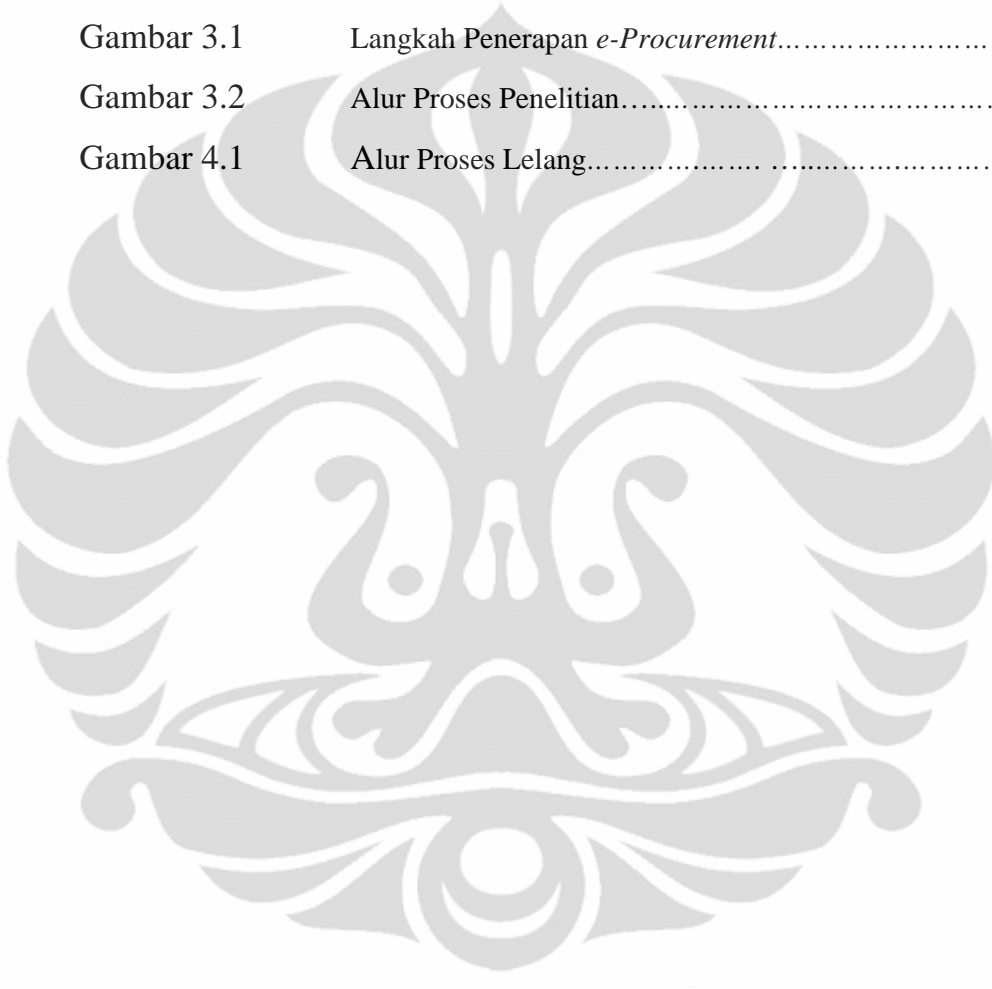 Gambar 3.1 Langkah Penerapan e-Procurement……………………
Gambar 3.2 Alur Proses Penelitian…..……………………………….
Gambar 4.1 Alur Proses Lelang……….……. …..……….………